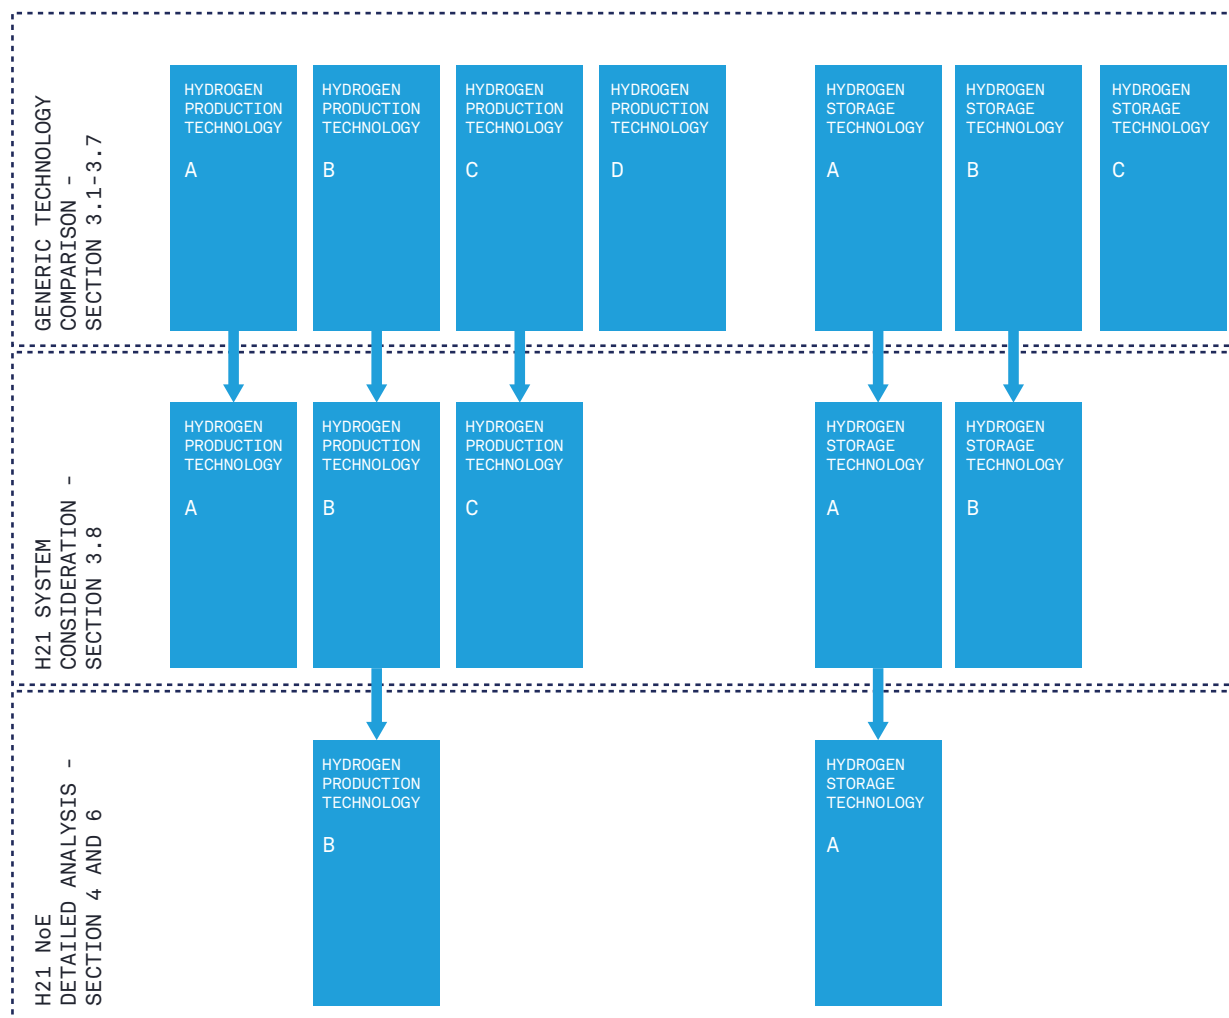 GENERIC TECHNOLOGY
COMPARISON -
SECTION 3.1-3.7
HYDROGEN
PRODUCTION
TECHNOLOGY
A
HYDROGEN
PRODUCTION
TECHNOLOGY
B
HYDROGEN
PRODUCTION
TECHNOLOGY
C
HYDROGEN
PRODUCTION
TECHNOLOGY
D
HYDROGEN
STORAGE
TECHNOLOGY
A
HYDROGEN
STORAGE
TECHNOLOGY
B
HYDROGEN
STORAGE
TECHNOLOGY
C
H21 SYSTEM
CONSIDERATION -
SECTION 3.8
HYDROGEN
PRODUCTION
TECHNOLOGY
A
HYDROGEN
PRODUCTION
TECHNOLOGY
B
HYDROGEN
PRODUCTION
TECHNOLOGY
C
HYDROGEN
STORAGE
TECHNOLOGY
A
HYDROGEN
STORAGE
TECHNOLOGY
B
H21 NoE
DETAILED ANALYSIS -
SECTION 4 AND 6
HYDROGEN
PRODUCTION
TECHNOLOGY
B
HYDROGEN
STORAGE
TECHNOLOGY
A